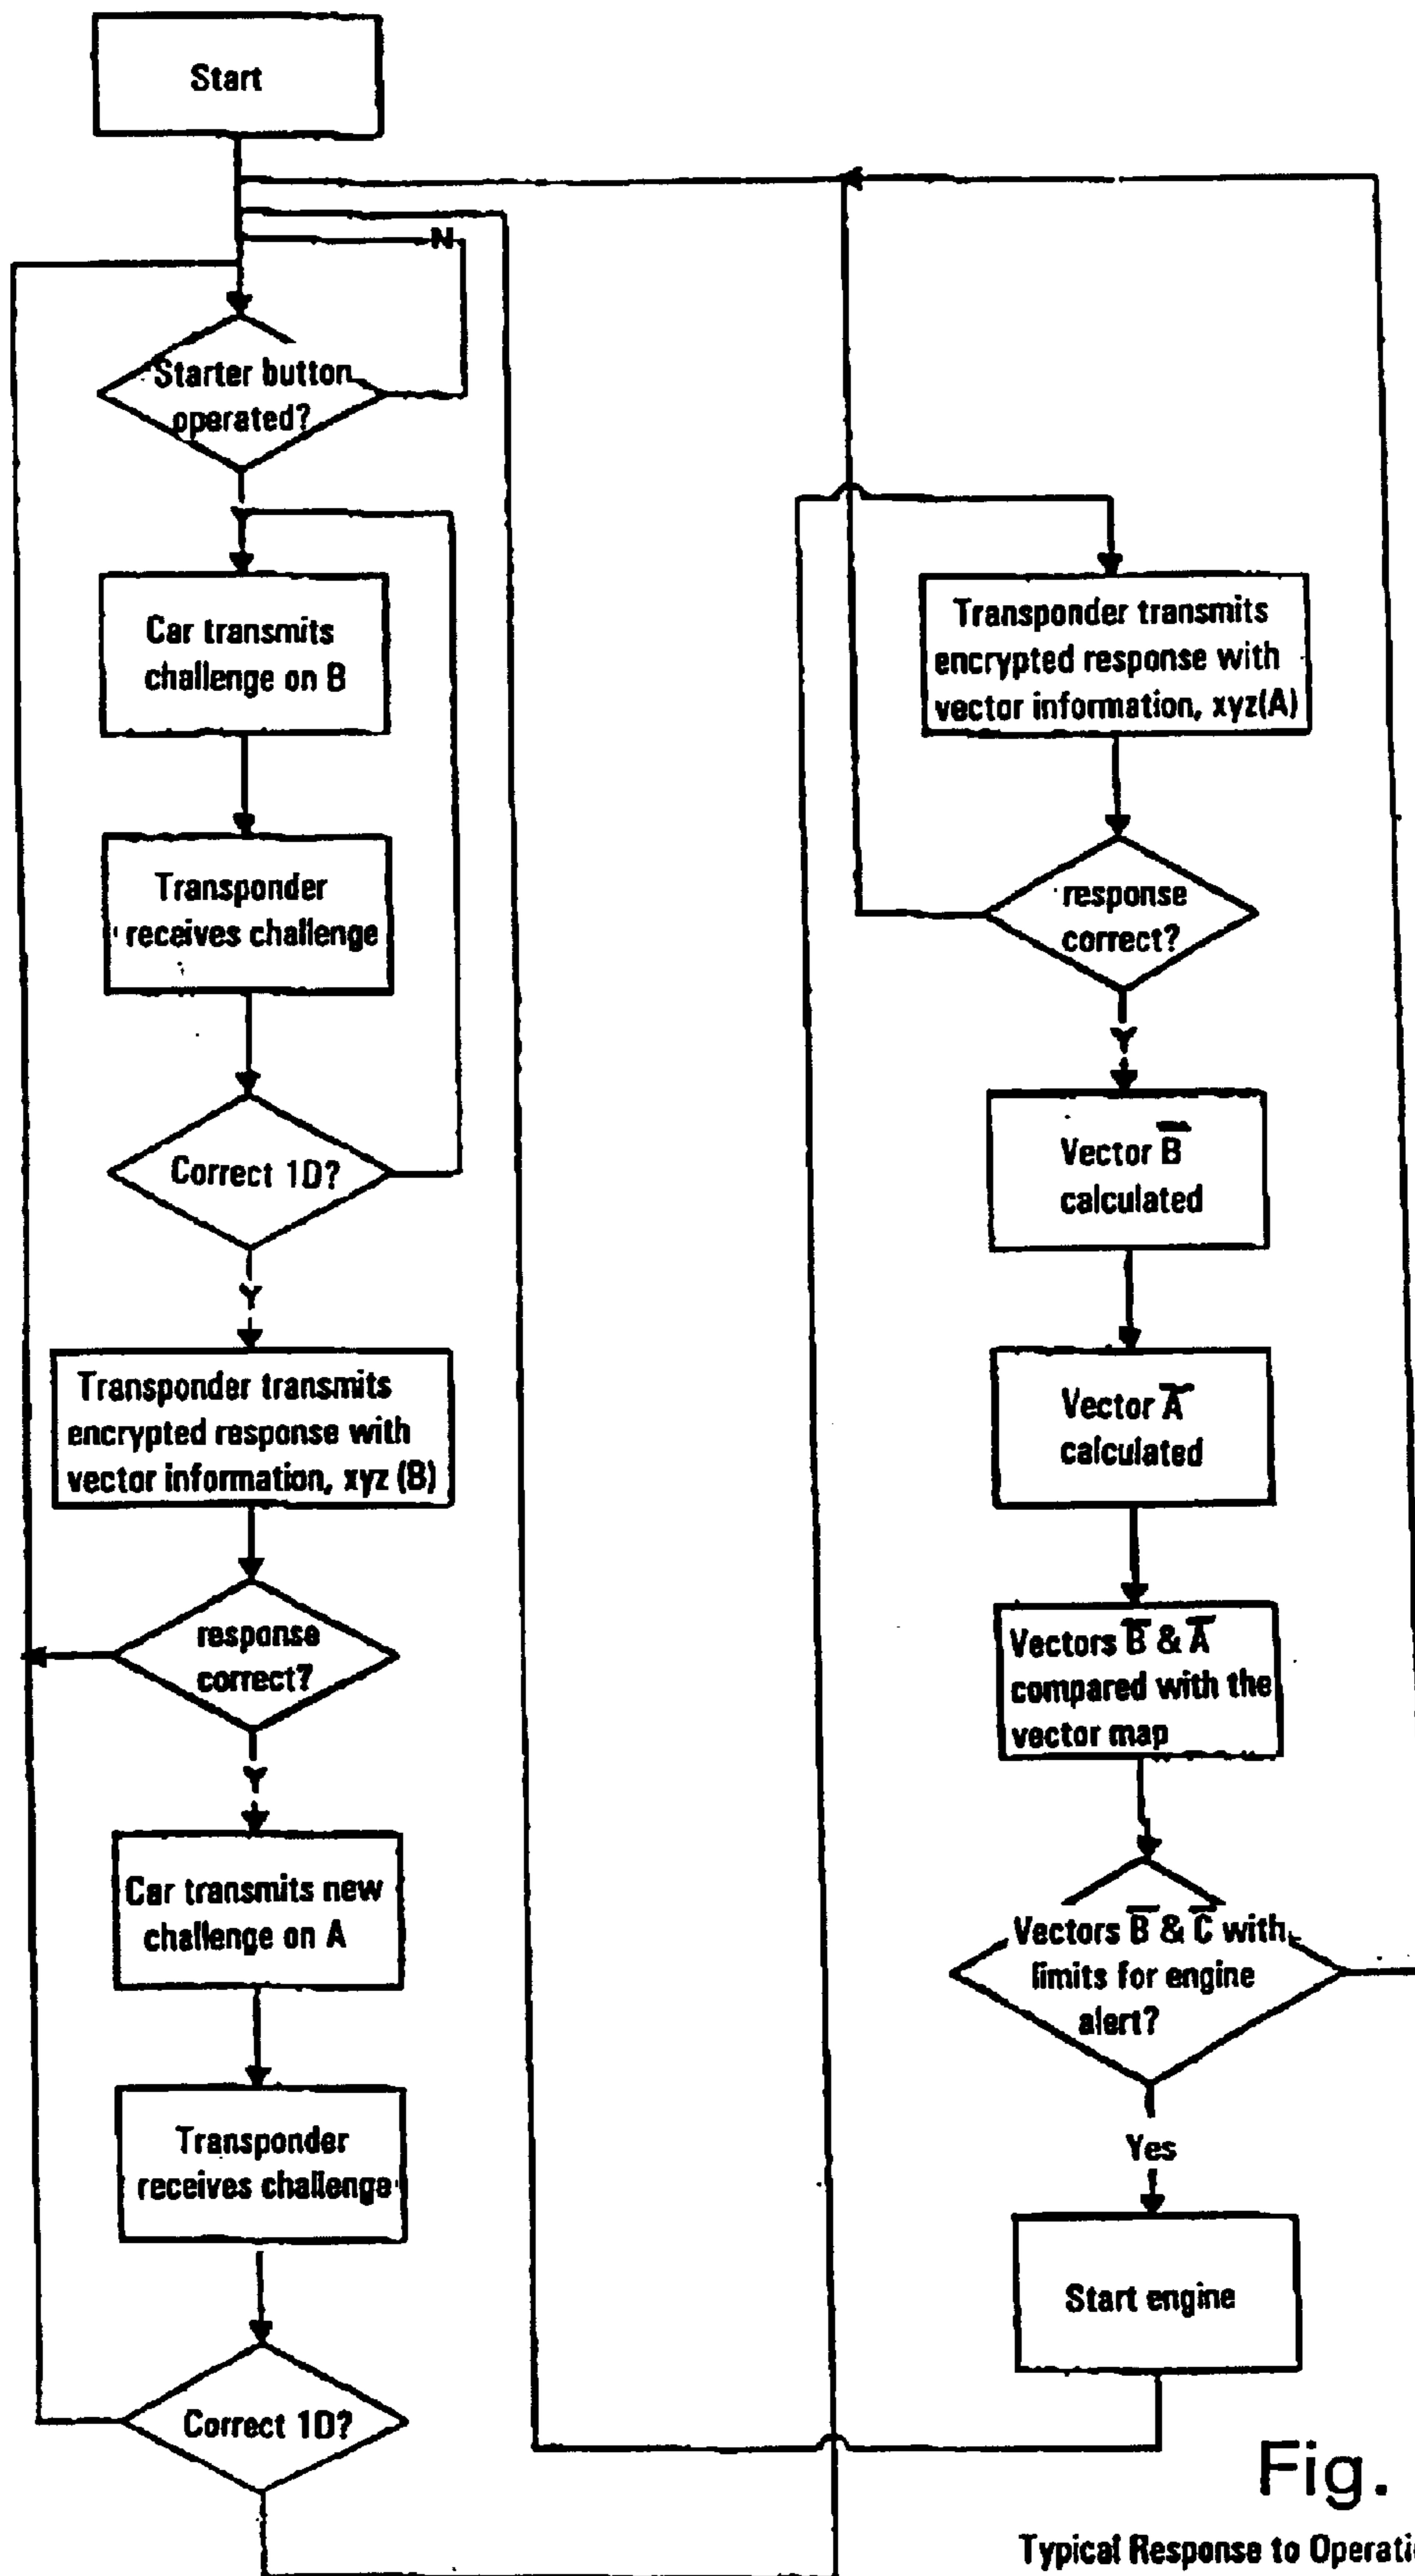 Start
N
Starter button
operated?
Y
Car transmits
challenge on B
Transponder
receives challenge
Correct 1D?
Y
Transponder transmits
encrypted response with
vector information, xyz (B)
response
correct?
Y
Car transmits new
challenge on A
Transponder
receives challenge
Correct 1D?
Transponder transmits
encrypted response with
vector information, xyz(A)
response
correct?
Y
Vector B̅
calculated
Vector A̅
calculated
Vectors B̅ & A̅
compared with the
vector map
Vectors B̅ & C̅ with
limits for engine
alert?
Yes
Start engine
Fig.
Typical Response to Operati